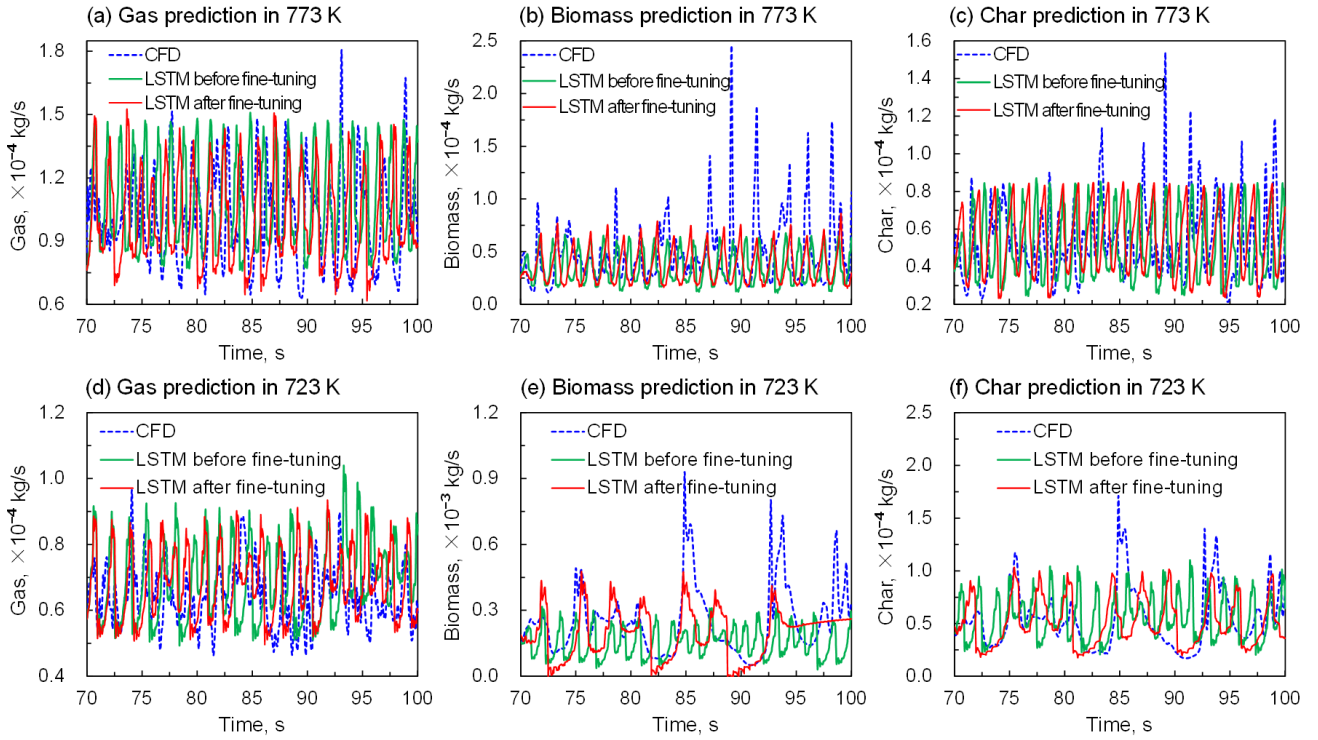 (a) Gas prediction in 773 K
Gas, ×10⁻⁴ kg/s
1.8
1.5
1.2
0.9
0.6
CFD
LSTM before fine-tuning
LSTM after fine-tuning
70 75 80 85 90 95 100
Time, s
(b) Biomass prediction in 773 K
Biomass, ×10⁻⁴ kg/s
2.5
2.0
1.5
1.0
0.5
0.0
CFD
LSTM before fine-tuning
LSTM after fine-tuning
70 75 80 85 90 95 100
Time, s
(c) Char prediction in 773 K
Char, ×10⁻⁴ kg/s
1.6
1.4
1.2
1.0
0.8
0.6
0.4
0.2
CFD
LSTM before fine-tuning
LSTM after fine-tuning
70 75 80 85 90 95 100
Time, s
(d) Gas prediction in 723 K
Gas, ×10⁻⁴ kg/s
1.2
1.0
0.8
0.6
0.4
CFD
LSTM before fine-tuning
LSTM after fine-tuning
70 75 80 85 90 95 100
Time, s
(e) Biomass prediction in 723 K
Biomass, ×10⁻³ kg/s
1.2
0.9
0.6
0.3
0.0
CFD
LSTM before fine-tuning
LSTM after fine-tuning
70 75 80 85 90 95 100
Time, s
(f) Char prediction in 723 K
Char, ×10⁻⁴ kg/s
2.5
2.0
1.5
1.0
0.5
0.0
CFD
LSTM before fine-tuning
LSTM after fine-tuning
70 75 80 85 90 95 100
Time, s